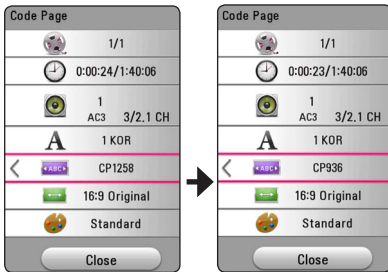 Code Page
1/1
0:00:24/1:40:06
1
AC3 3/2.1 CH
A 1 KOR
ABC CP1258
16:9 Original
Standard
Close
Code Page
1/1
0:00:23/1:40:06
1
AC3 3/2.1 CH
A 1 KOR
ABC CP936
16:9 Original
Standard
Close